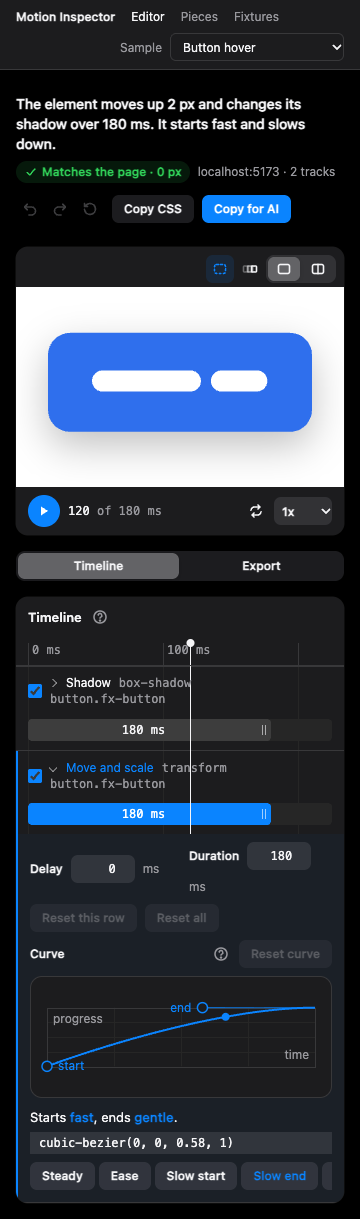 Motion Inspector Editor Pieces Fixtures
Sample Button hover
The element moves up 2 px and changes its
shadow over 180 ms. It starts fast and slows
down.
Matches the page · 0 px localhost:5173 · 2 tracks
Copy CSS Copy for AI
120 of 180 ms 1x
Timeline Export
Timeline ?
0 ms 100 ms
Shadow box-shadow
button.fx-button
180 ms
Move and scale transform
button.fx-button
180 ms
Delay 0 ms Duration 180
ms
Reset this row Reset all
Curve ? Reset curve
end
progress
time
start
Starts fast, ends gentle.
cubic-bezier(0, 0, 0.58, 1)
Steady Ease Slow start Slow end